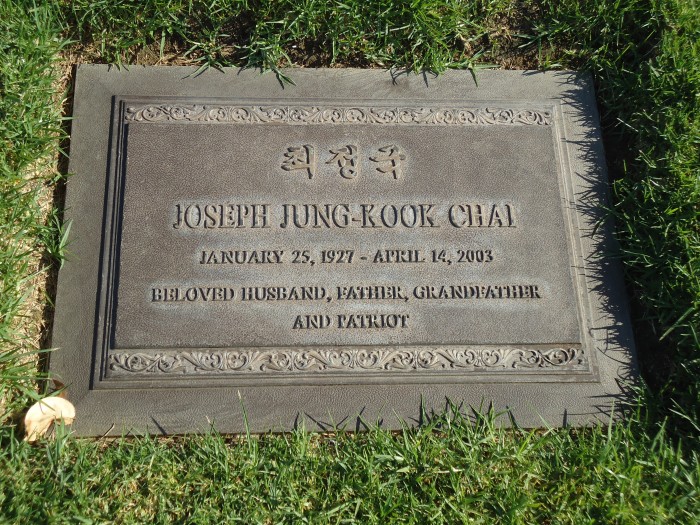 최정국
JOSEPH JUNG-KOOK CHAI
JANUARY 25, 1927 - APRIL 14, 2003
BELOVED HUSBAND, FATHER, GRANDFATHER
AND PATRIOT